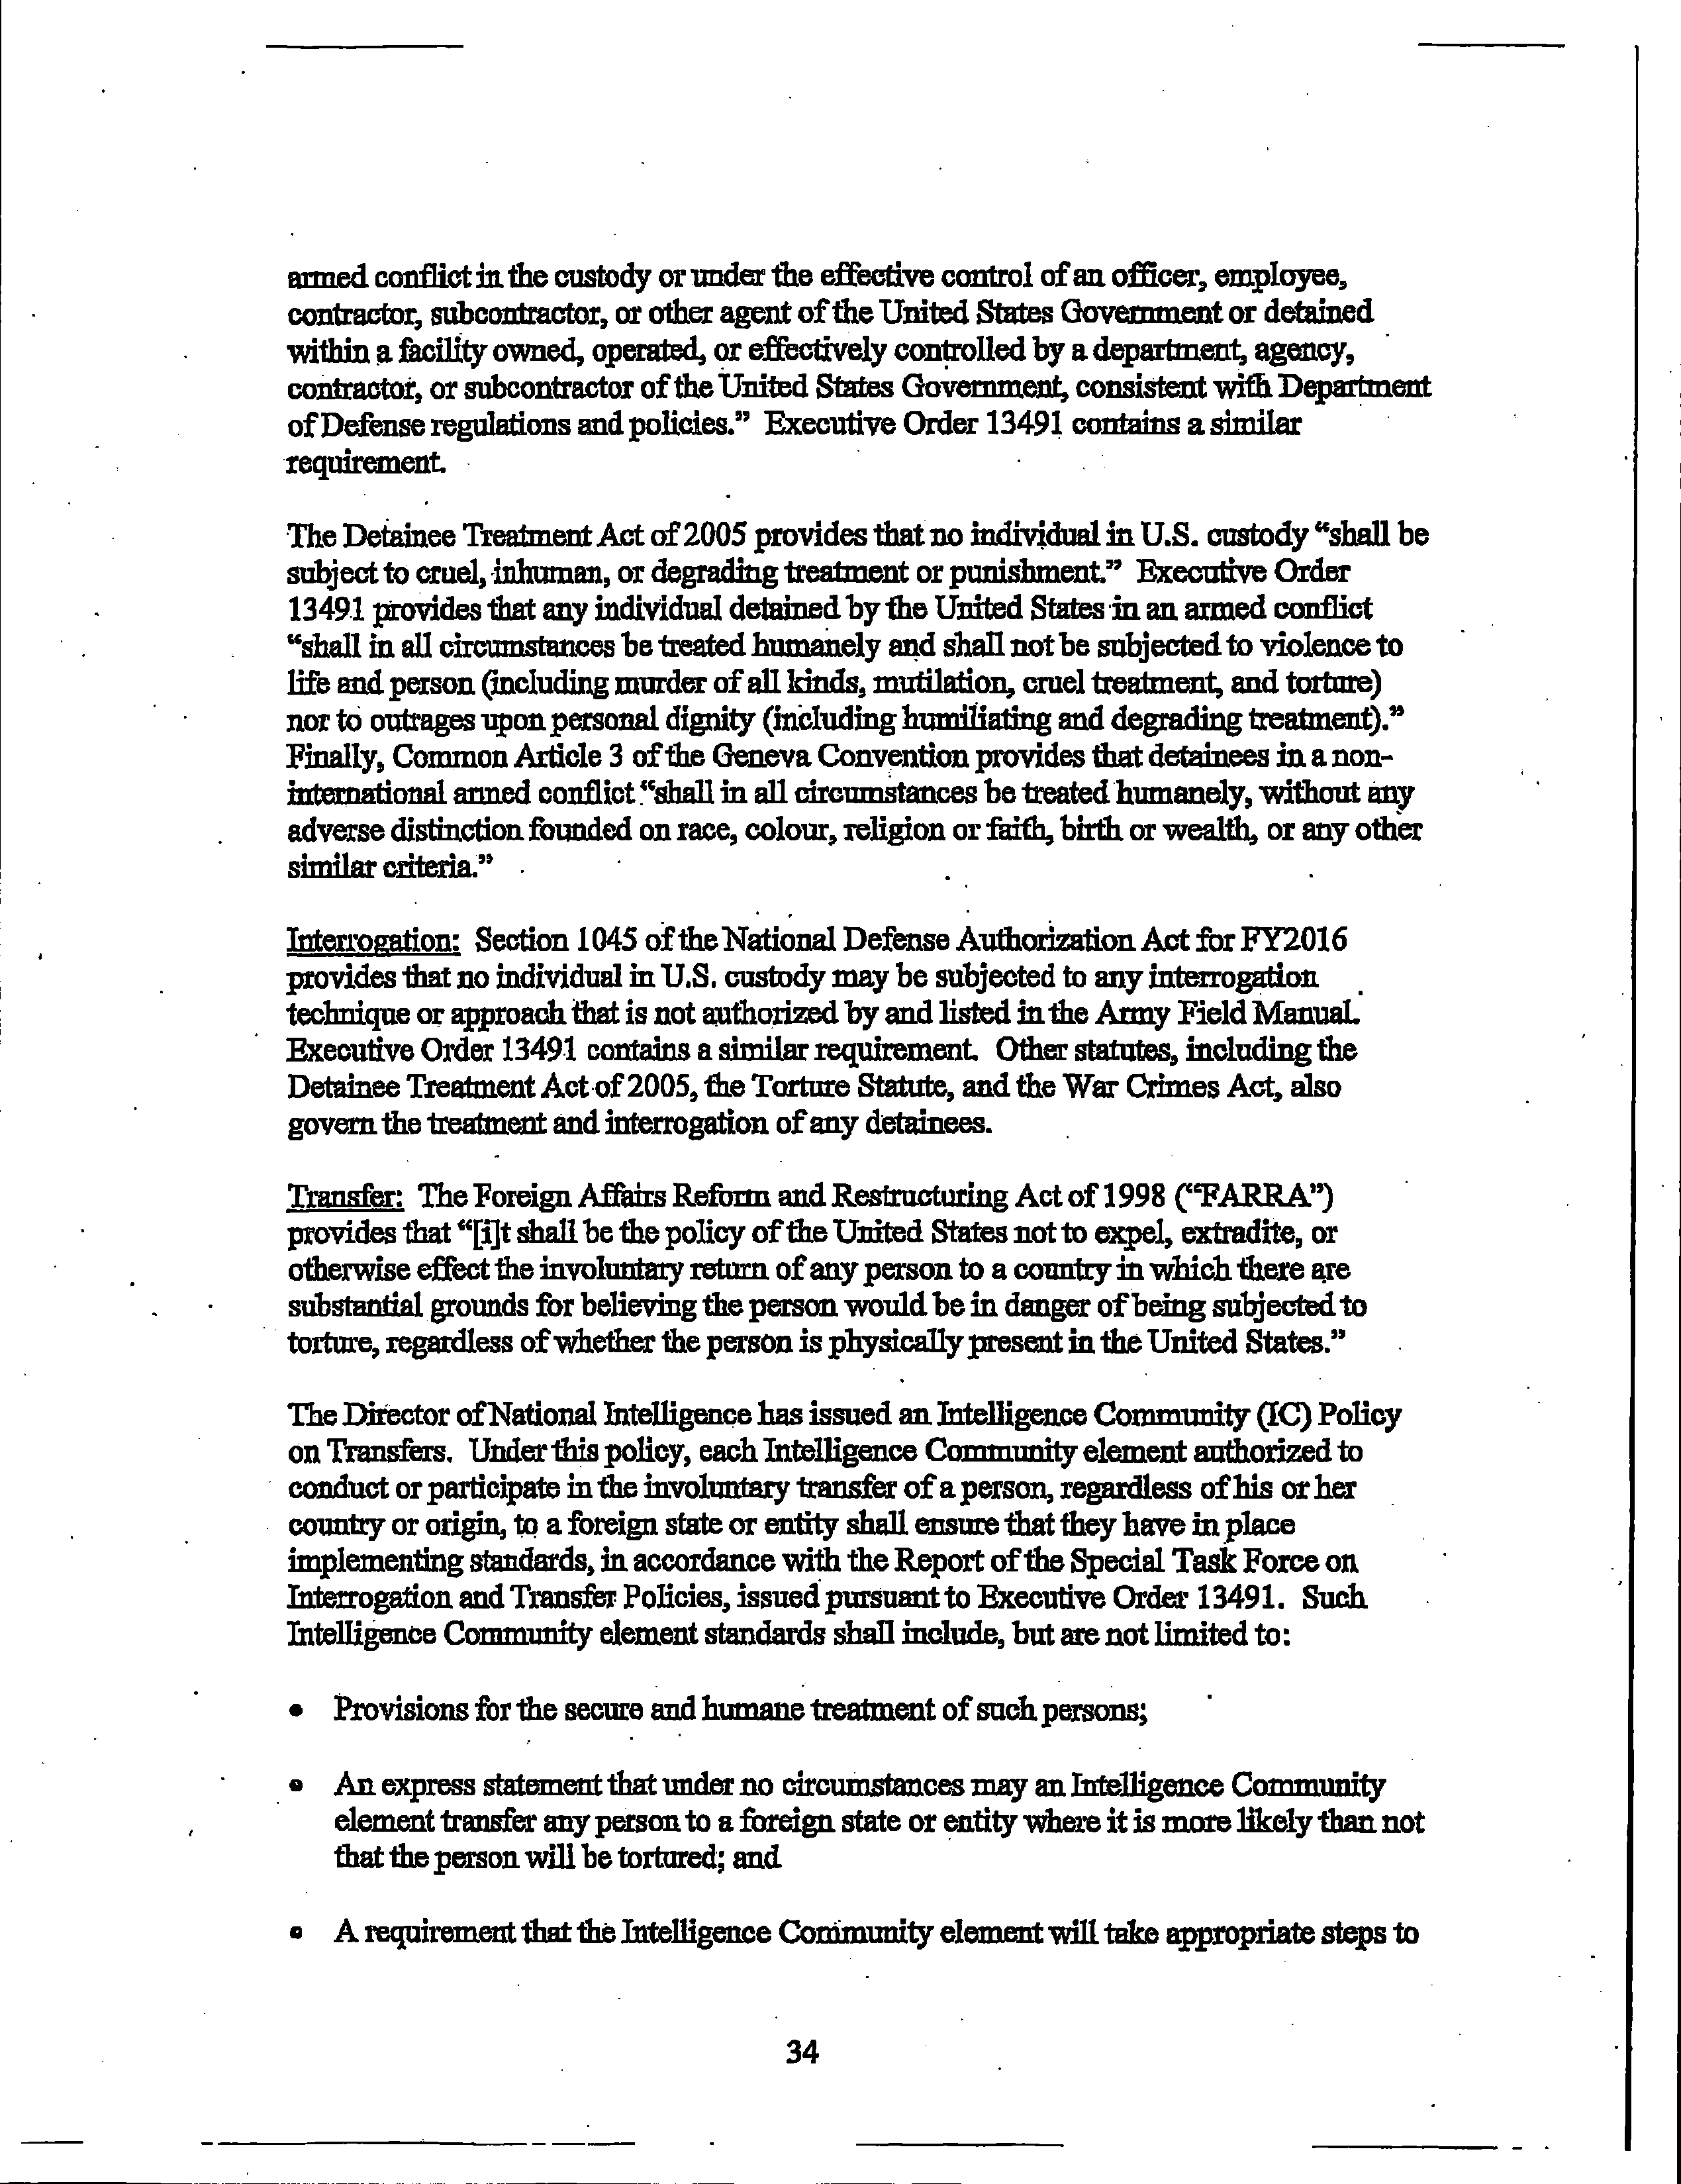 armed conflict in the custody or under the effective control of an officer, employee,
contractor, subcontractor, or other agent of the United States Government or detained
within a facility owned, operated, or effectively controlled by a department, agency,
contractor, or subcontractor of the United States Government, consistent with Department
of Defense regulations and policies.” Executive Order 13491 contains a similar
requirement.
The Detainee Treatment Act of 2005 provides that no individual in U.S. custody “shall be
subject to cruel, inhuman, or degrading treatment or punishment.” Executive Order
13491 provides that any individual detained by the United States in an armed conflict
“shall in all circumstances be treated humanely and shall not be subjected to violence to
life and person (including murder of all kinds, mutilation, cruel treatment, and torture)
nor to outrages upon personal dignity (including humiliating and degrading treatment).”
Finally, Common Article 3 of the Geneva Convention provides that detainees in a non-
international armed conflict “shall in all circumstances be treated humanely, without any
adverse distinction founded on race, colour, religion or faith, birth or wealth, or any other
similar criteria.”
Interrogation: Section 1045 of the National Defense Authorization Act for FY2016
provides that no individual in U.S. custody may be subjected to any interrogation
technique or approach that is not authorized by and listed in the Army Field Manual.
Executive Order 13491 contains a similar requirement. Other statutes, including the
Detainee Treatment Act of 2005, the Torture Statute, and the War Crimes Act, also
govern the treatment and interrogation of any detainees.
Transfer: The Foreign Affairs Reform and Restructuring Act of 1998 (“FARRA”)
provides that “[i]t shall be the policy of the United States not to expel, extradite, or
otherwise effect the involuntary return of any person to a country in which there are
substantial grounds for believing the person would be in danger of being subjected to
torture, regardless of whether the person is physically present in the United States.”
The Director of National Intelligence has issued an Intelligence Community (IC) Policy
on Transfers. Under this policy, each Intelligence Community element authorized to
conduct or participate in the involuntary transfer of a person, regardless of his or her
country or origin, to a foreign state or entity shall ensure that they have in place
implementing standards, in accordance with the Report of the Special Task Force on
Interrogation and Transfer Policies, issued pursuant to Executive Order 13491. Such
Intelligence Community element standards shall include, but are not limited to:
• Provisions for the secure and humane treatment of such persons;
• An express statement that under no circumstances may an Intelligence Community
element transfer any person to a foreign state or entity where it is more likely than not
that the person will be tortured; and
• A requirement that the Intelligence Community element will take appropriate steps to
34